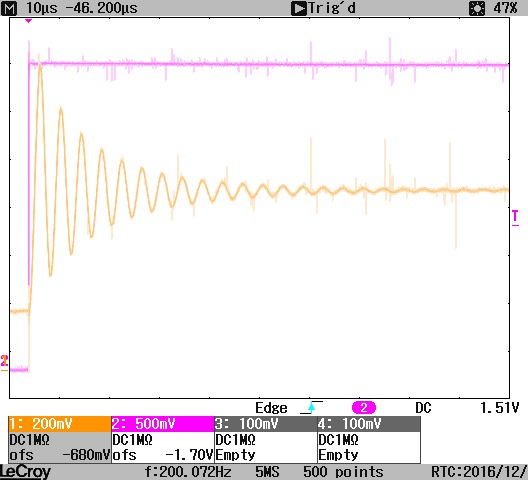 M 10µs -46.200µs Trig'd 47%
T
2
Edge 2 DC 1.51V
1: 200mV 2: 500mV 3: 100mV 4: 100mV
DC1MΩ DC1MΩ DC1MΩ DC1MΩ
ofs -680mV ofs -1.70V Empty Empty
LeCroy f:200.072Hz 5MS 500 points RTC:2016/12/